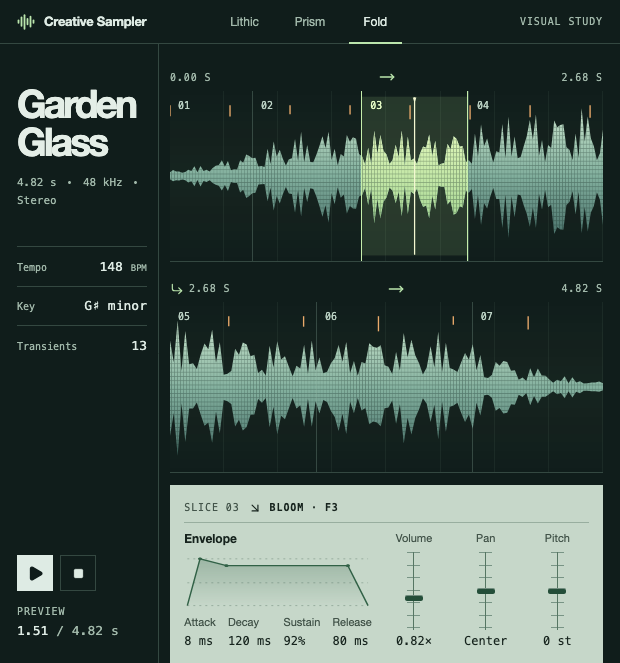 Creative Sampler
Lithic Prism Fold
VISUAL STUDY
Garden
Glass
4.82 s • 48 kHz •
Stereo
Tempo 148 BPM
Key G♯ minor
Transients 13
PREVIEW
1.51 / 4.82 s
0.00 S → 2.68 S
01 02 03 04
↳ 2.68 S → 4.82 S
05 06 07
SLICE 03 ↘ BLOOM · F3
Envelope Volume Pan Pitch
Attack Decay Sustain Release
8 ms 120 ms 92% 80 ms 0.82× Center 0 st